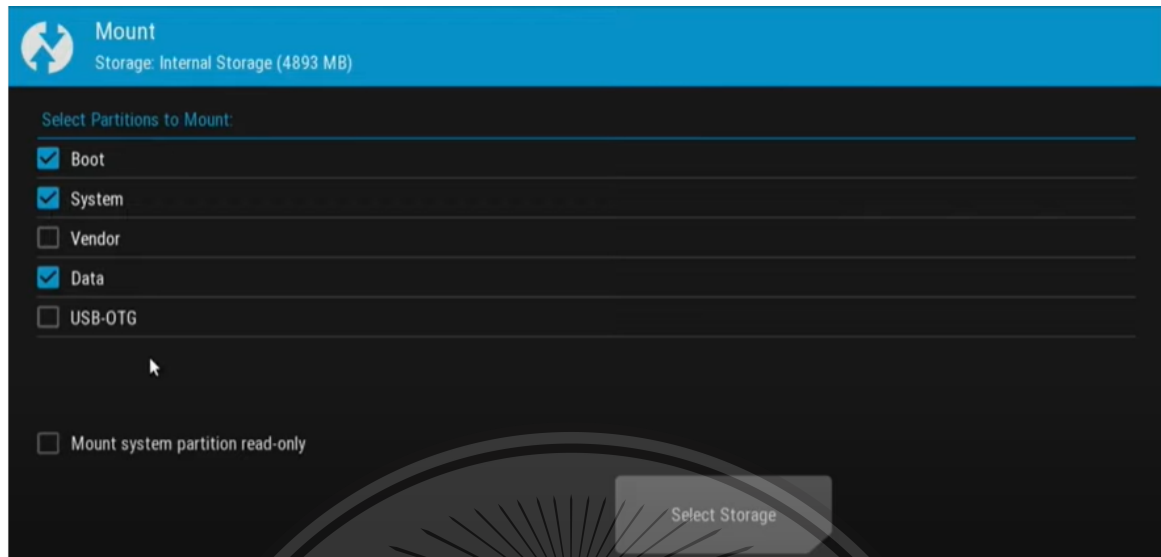 Mount
Storage: Internal Storage (4893 MB)
Select Partitions to Mount:
Boot
System
Vendor
Data
USB-OTG
Mount system partition read-only
Select Storage